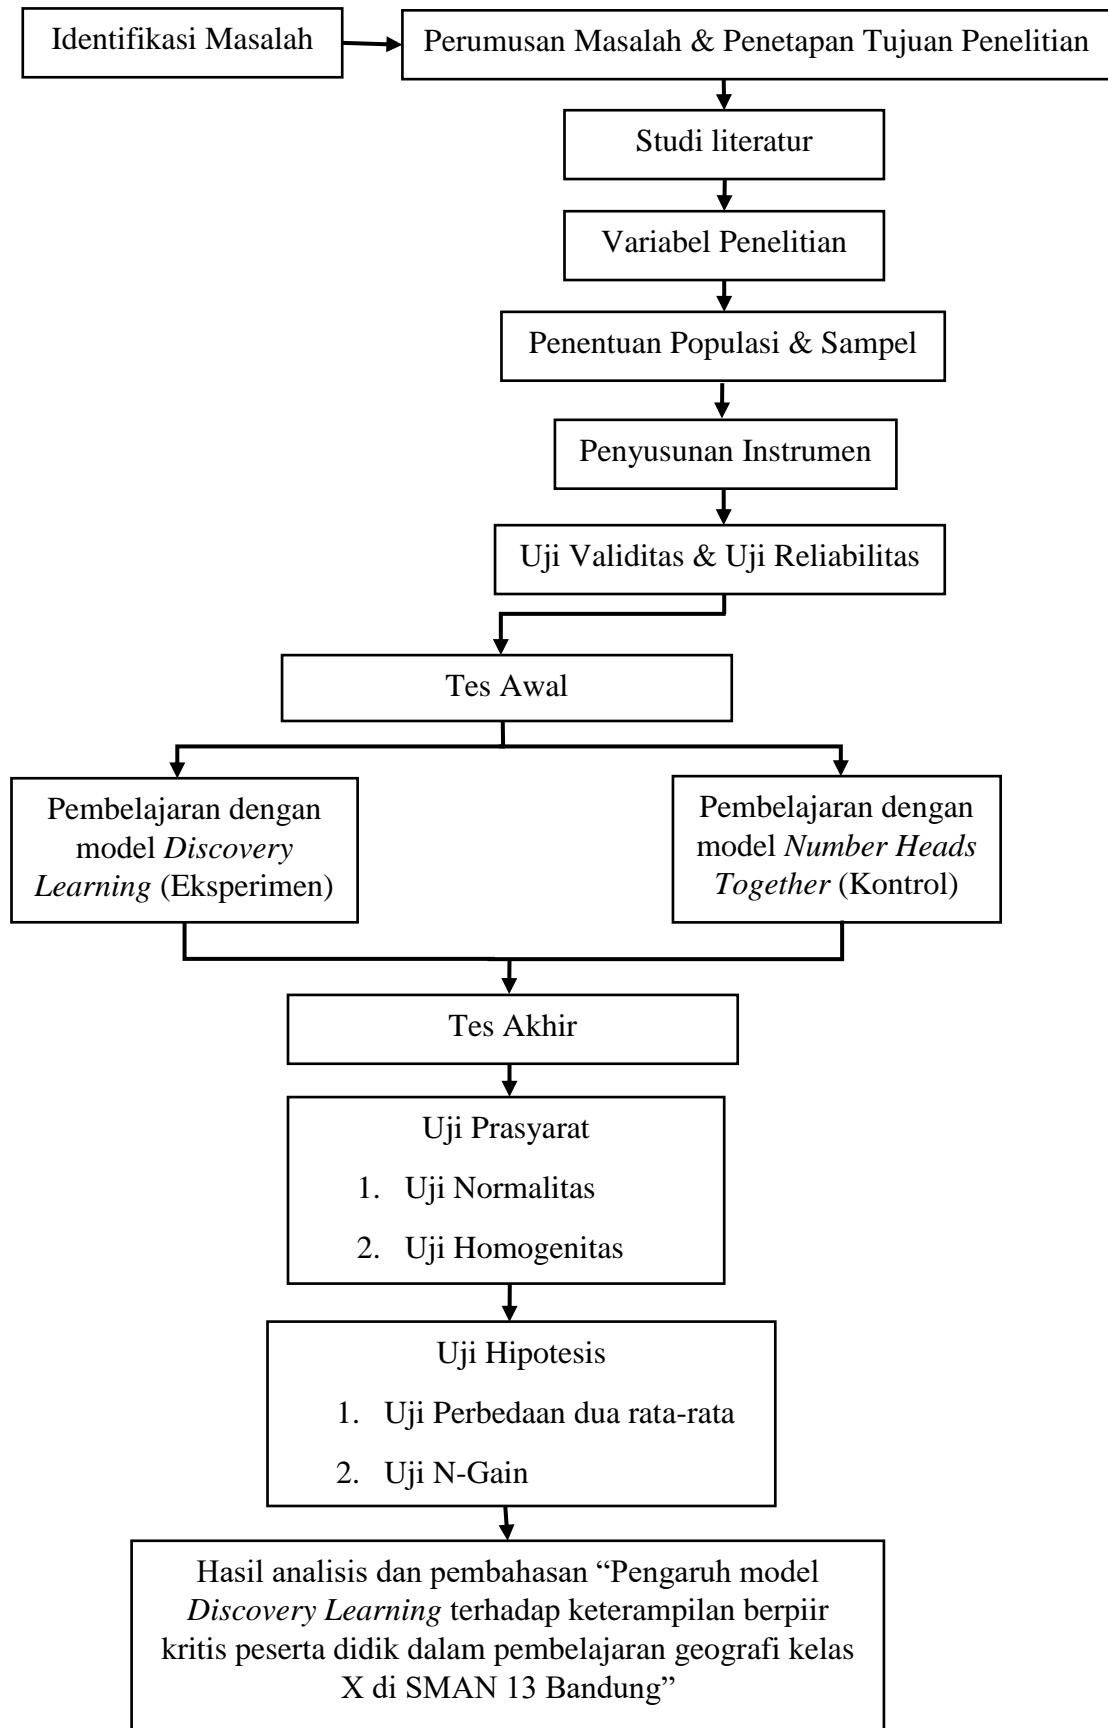 Identifikasi Masalah
Perumusan Masalah & Penetapan Tujuan Penelitian
Studi literatur
Variabel Penelitian
Penentuan Populasi & Sampel
Penyusunan Instrumen
Uji Validitas & Uji Reliabilitas
Tes Awal
Pembelajaran dengan
model Discovery
Learning (Eksperimen)
Pembelajaran dengan
model Number Heads
Together (Kontrol)
Tes Akhir
Uji Prasyarat
1. Uji Normalitas
2. Uji Homogenitas
Uji Hipotesis
1. Uji Perbedaan dua rata-rata
2. Uji N-Gain
Hasil analisis dan pembahasan “Pengaruh model
Discovery Learning terhadap keterampilan berpiir
kritis peserta didik dalam pembelajaran geografi kelas
X di SMAN 13 Bandung”